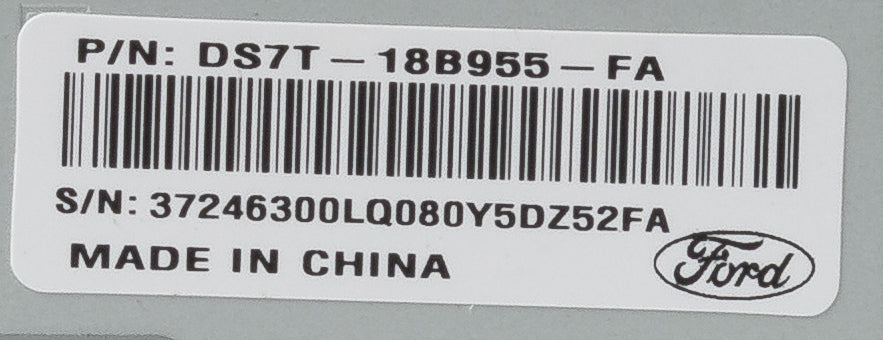 P/N: DS7T-18B955-FA
S/N: 37246300LQ080Y5DZ52FA
MADE IN CHINA
Ford